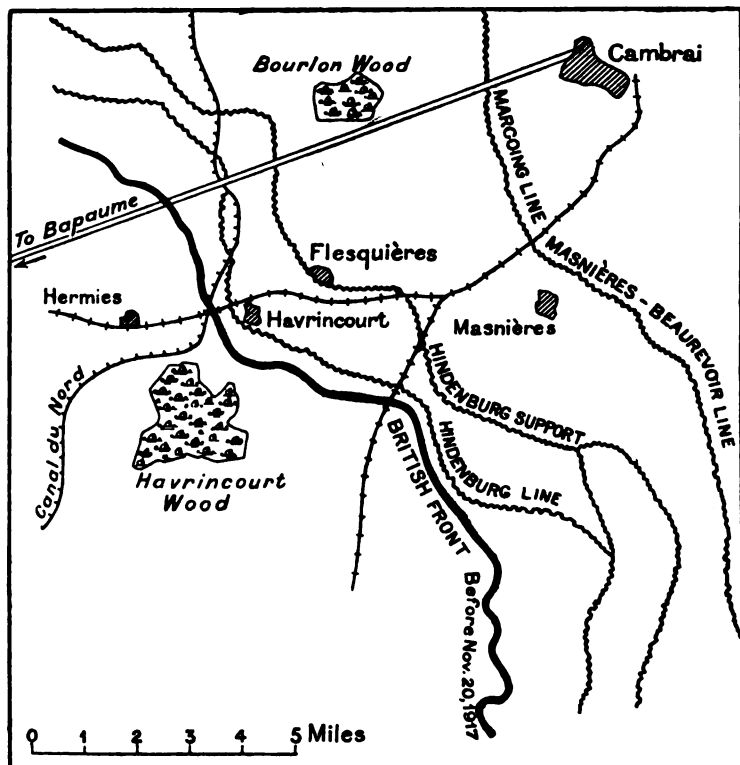 Bourlon Wood
Cambrai
MARCOING LINE
To Bapaume
Flesquières
MASNIÈRES - BEAUREVOIR LINE
Hermies
Havrincourt
Masnières
HINDENBURG SUPPORT
Canal du Nord
Havrincourt
Wood
HINDENBURG LINE
BRITISH FRONT
Before Nov. 20, 1917
0 1 2 3 4 5 Miles